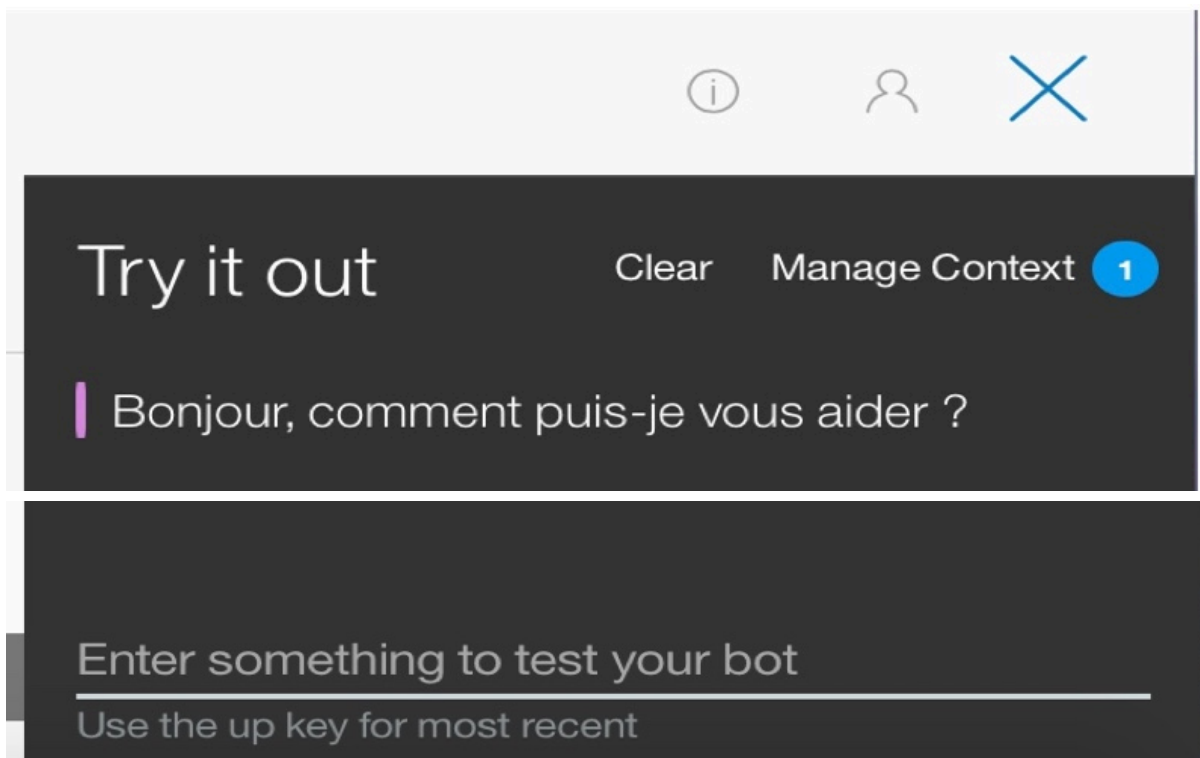 Try it out Clear Manage Context 1
Bonjour, comment puis-je vous aider ?
Enter something to test your bot
Use the up key for most recent